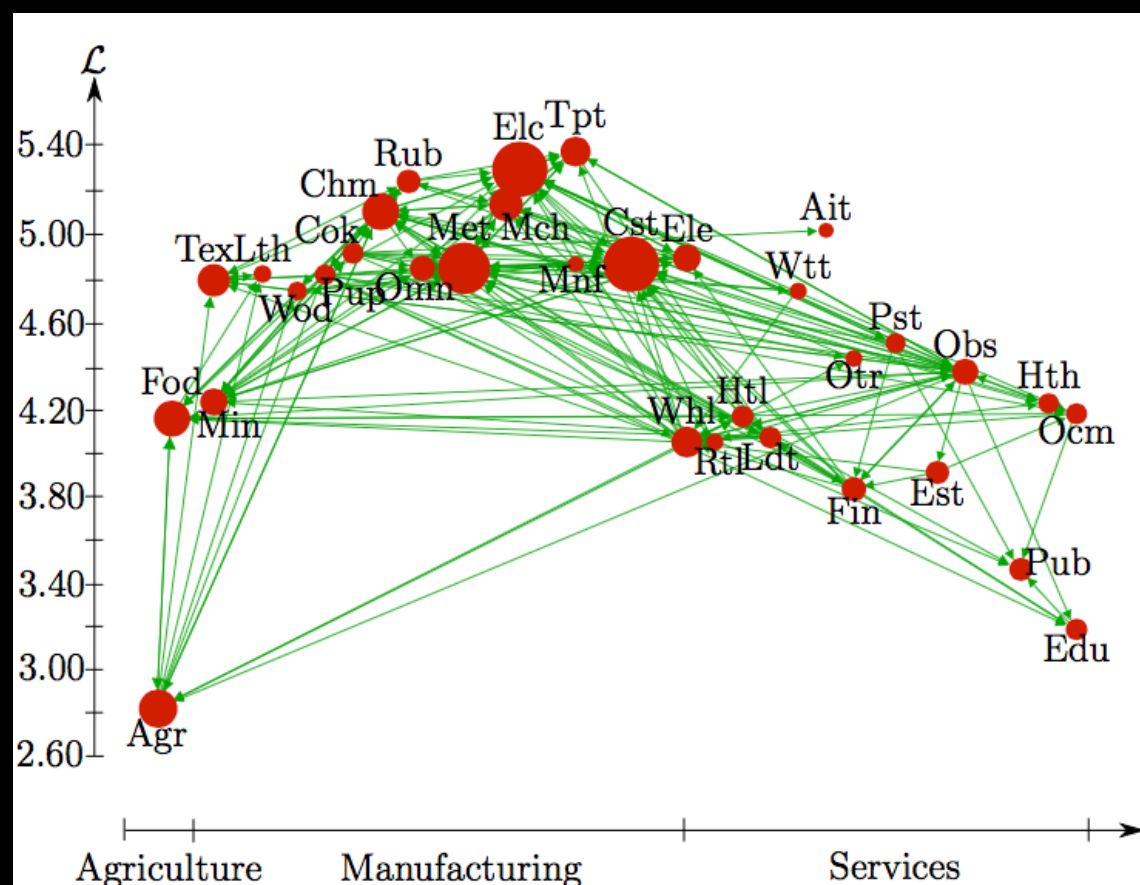 ℒ
Tpt
Elc
5.40
Rub
Chm
Ait
5.00
Met
Mch
Cst
Ele
Cok
Tex
Lth
Wtt
Mnf
Pup
Omn
Wod
4.60
Pst
Obs
Otr
Fod
Hth
Htl
4.20
Whl
Min
Ocm
Rtl
Ldt
3.80
Est
Fin
Pub
3.40
Edu
3.00
Agr
2.60
Agriculture
Manufacturing
Services